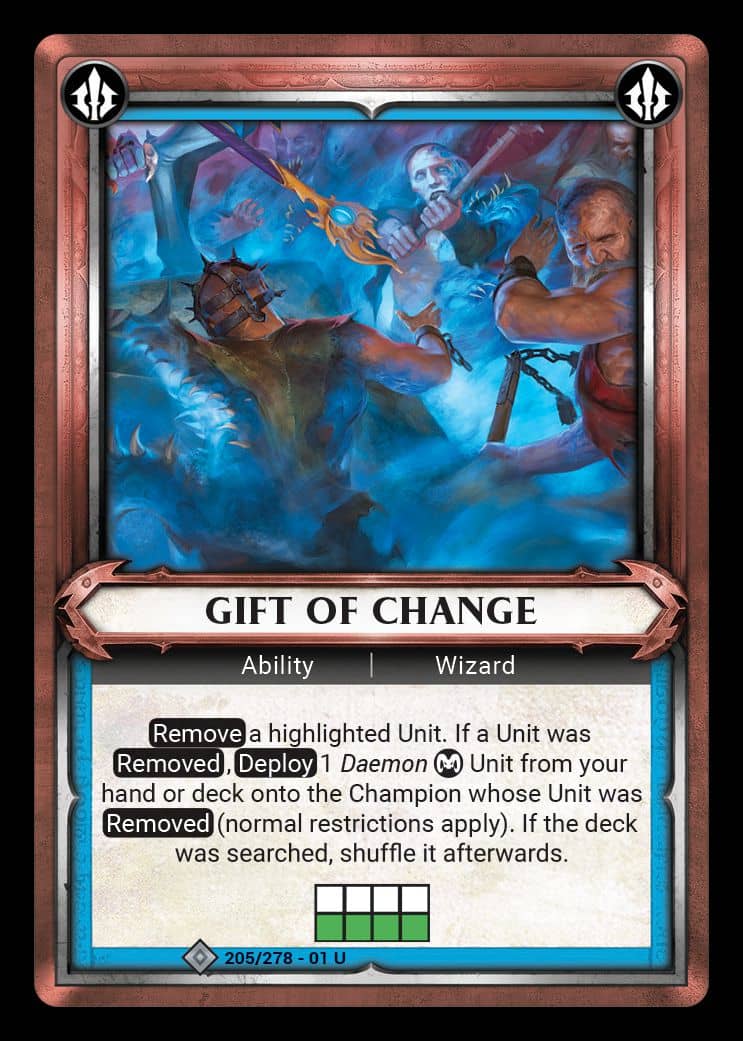 GIFT OF CHANGE
Ability | Wizard
Remove a highlighted Unit. If a Unit was
Removed, Deploy 1 Daemon Unit from your
hand or deck onto the Champion whose Unit was
Removed (normal restrictions apply). If the deck
was searched, shuffle it afterwards.
205/278 - 01 U